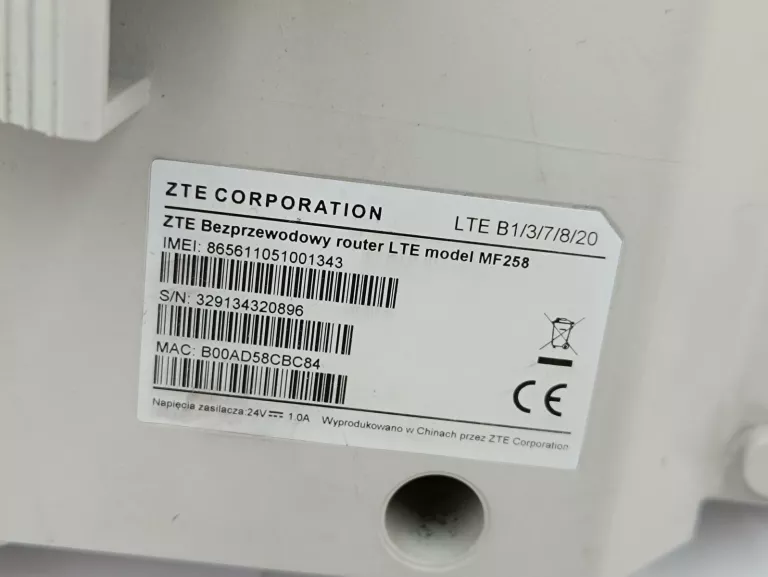 ZTE CORPORATION LTE B1/3/7/8/20
ZTE Bezprzewodowy router LTE model MF258
IMEI: 865611051001343
S/N: 329134320896
MAC: B00AD58CBC84
CE
Napięcia zasilacza:24V⎓ 1.0A Wyprodukowano w Chinach przez ZTE Corporation